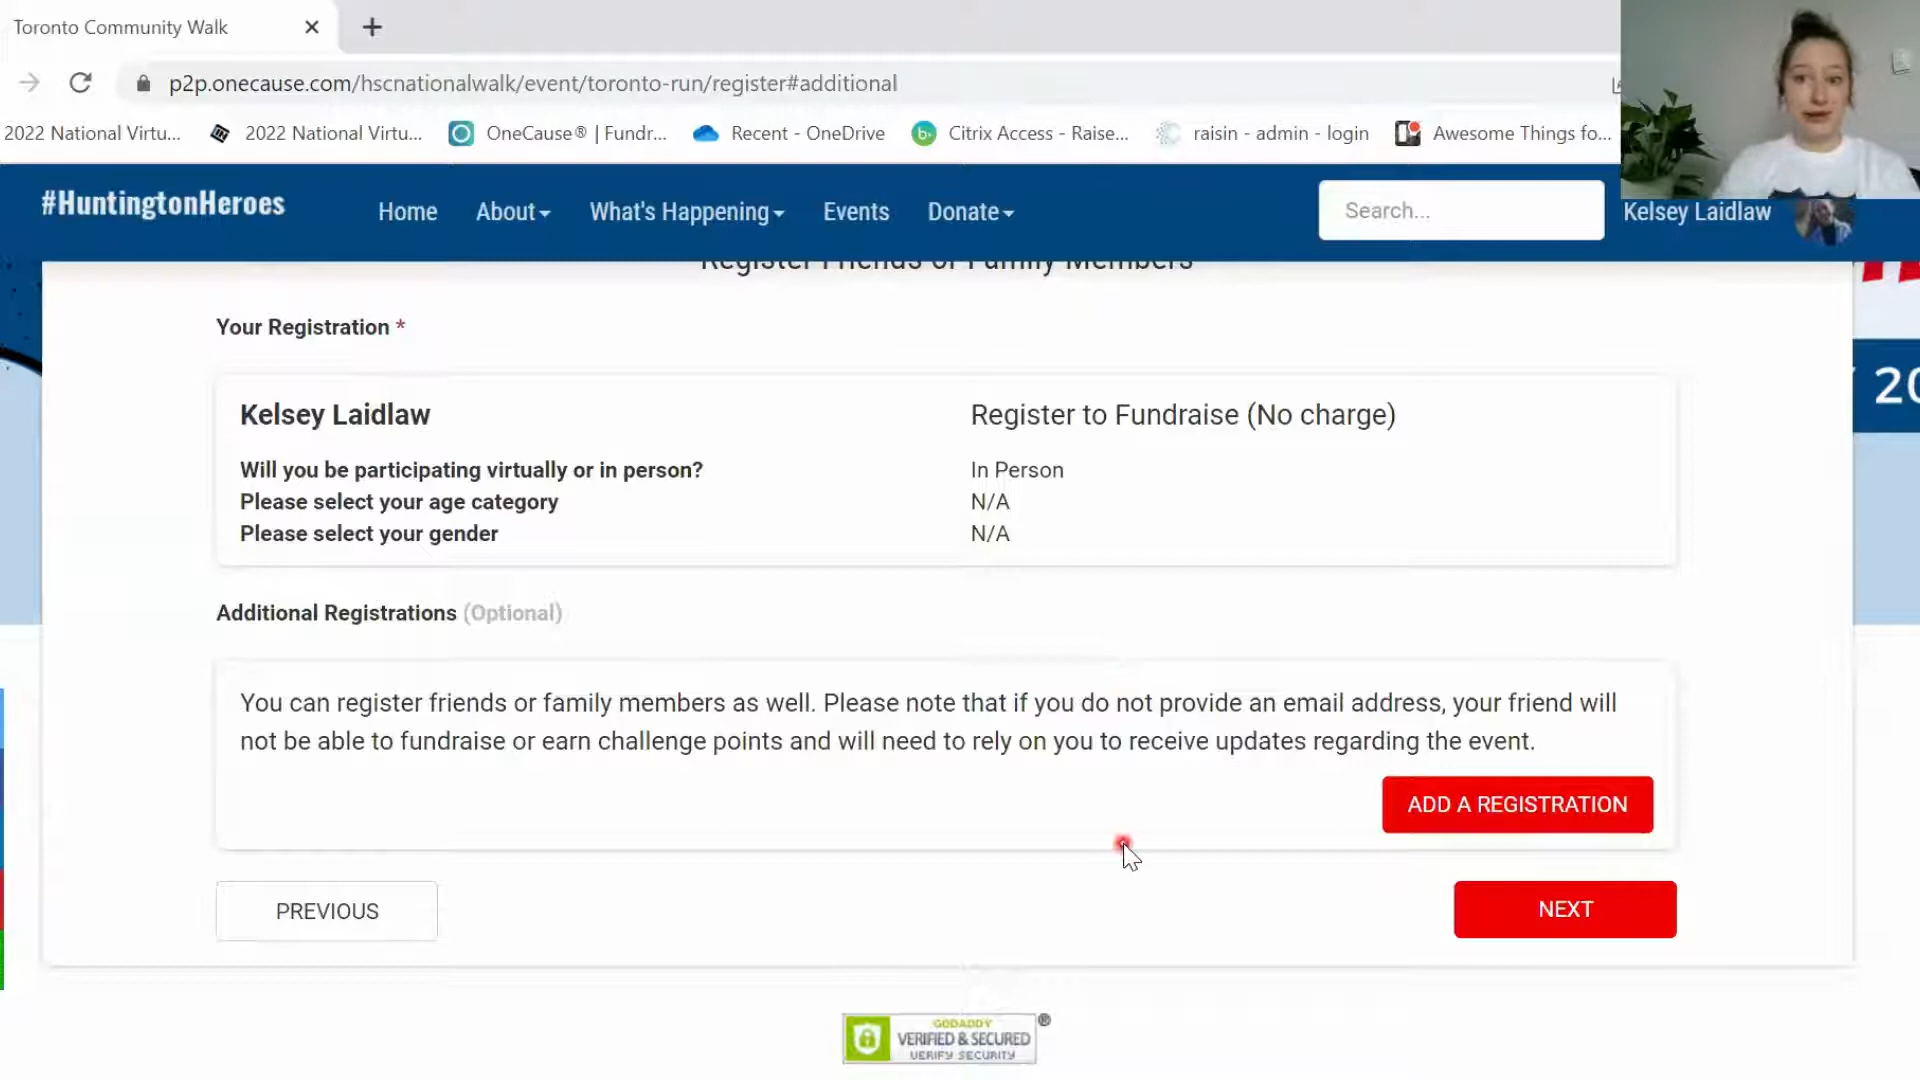 Toronto Community Walk
p2p.onecause.com/hscnationalwalk/event/toronto-run/register#additional
2022 National Virtu... 2022 National Virtu... OneCause® | Fundr... Recent - OneDrive Citrix Access - Raise... raisin - admin - login Awesome Things fo...
#HuntingtonHeroes Home About What's Happening Events Donate Search... Kelsey Laidlaw
Register Friends or Family Members
Your Registration *
20
Kelsey Laidlaw Register to Fundraise (No charge)
Will you be participating virtually or in person? In Person
Please select your age category N/A
Please select your gender N/A
Additional Registrations (Optional)
You can register friends or family members as well. Please note that if you do not provide an email address, your friend will
not be able to fundraise or earn challenge points and will need to rely on you to receive updates regarding the event.
ADD A REGISTRATION
PREVIOUS NEXT
GODADDY ®
VERIFIED & SECURED
VERIFY SECURITY